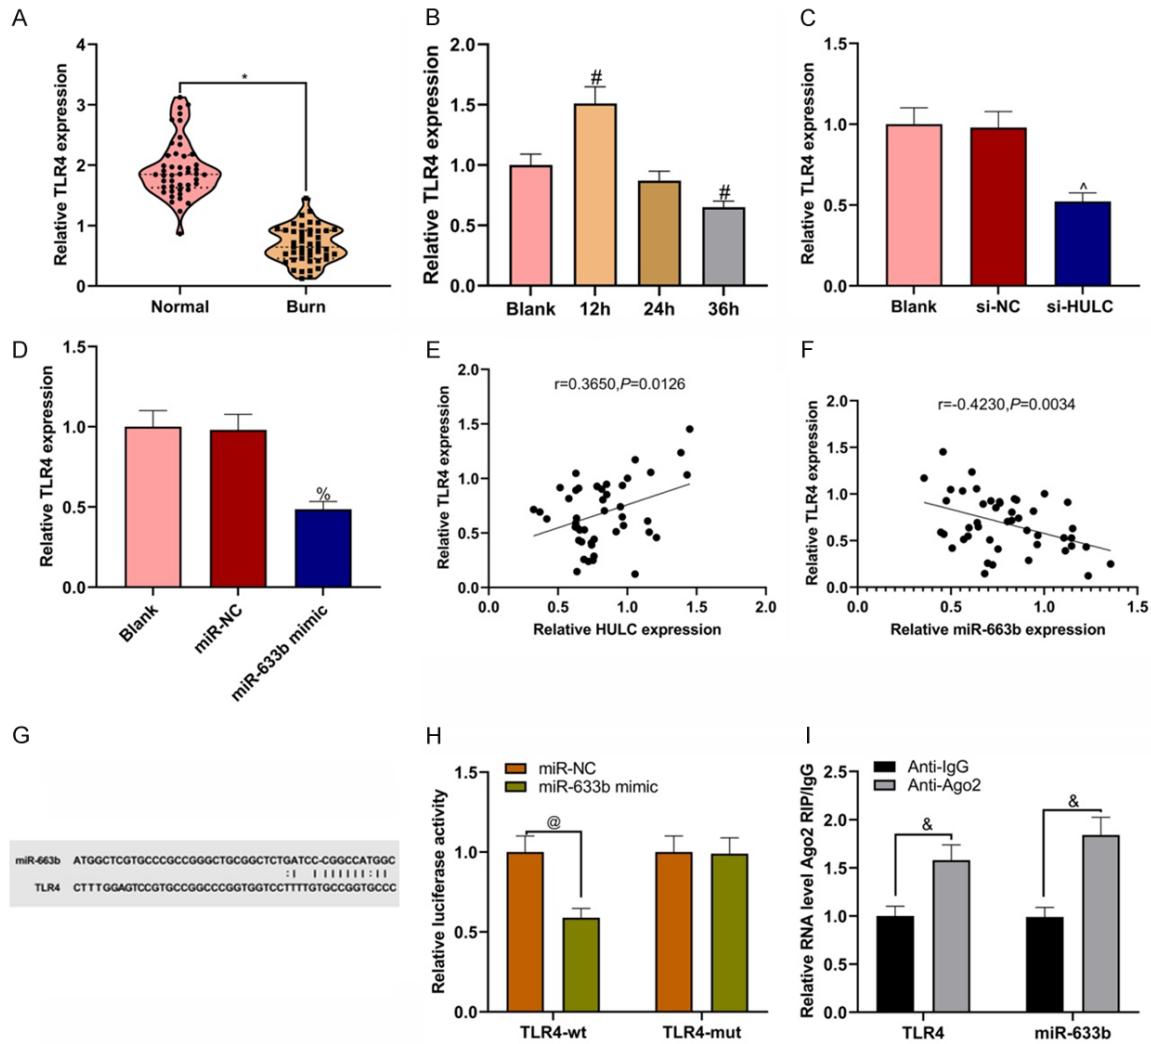 A
Relative TLR4 expression
4
3
2
1
0
*
Normal
Burn
B
Relative TLR4 expression
2.0
1.5
1.0
0.5
0.0
#
#
Blank
12h
24h
36h
C
Relative TLR4 expression
1.5
1.0
0.5
0.0
^
Blank
si-NC
si-HULC
D
Relative TLR4 expression
1.5
1.0
0.5
0.0
%
Blank
miR-NC
miR-633b mimic
E
Relative TLR4 expression
2.0
1.5
1.0
0.5
0.0
r=0.3650,P=0.0126
0.0
0.5
1.0
1.5
2.0
Relative HULC expression
F
Relative TLR4 expression
2.0
1.5
1.0
0.5
0.0
r=-0.4230,P=0.0034
0.0
0.5
1.0
1.5
Relative miR-663b expression
G
miR-663b ATGGCTCGTGCCCGCCGGGCTGCGGCTCTGATCC-CGGCCATGGC
TLR4 CTTTGGAGTCCGTGCCGGCCCGGTGGTCCTTTTGTGCCGGTGCCC
H
Relative luciferase activity
1.5
1.0
0.5
0.0
miR-NC
miR-633b mimic
@
TLR4-wt
TLR4-mut
I
Relative RNA level Ago2 RIP/IgG
2.5
2.0
1.5
1.0
0.5
0.0
Anti-IgG
Anti-Ago2
&
&
TLR4
miR-633b